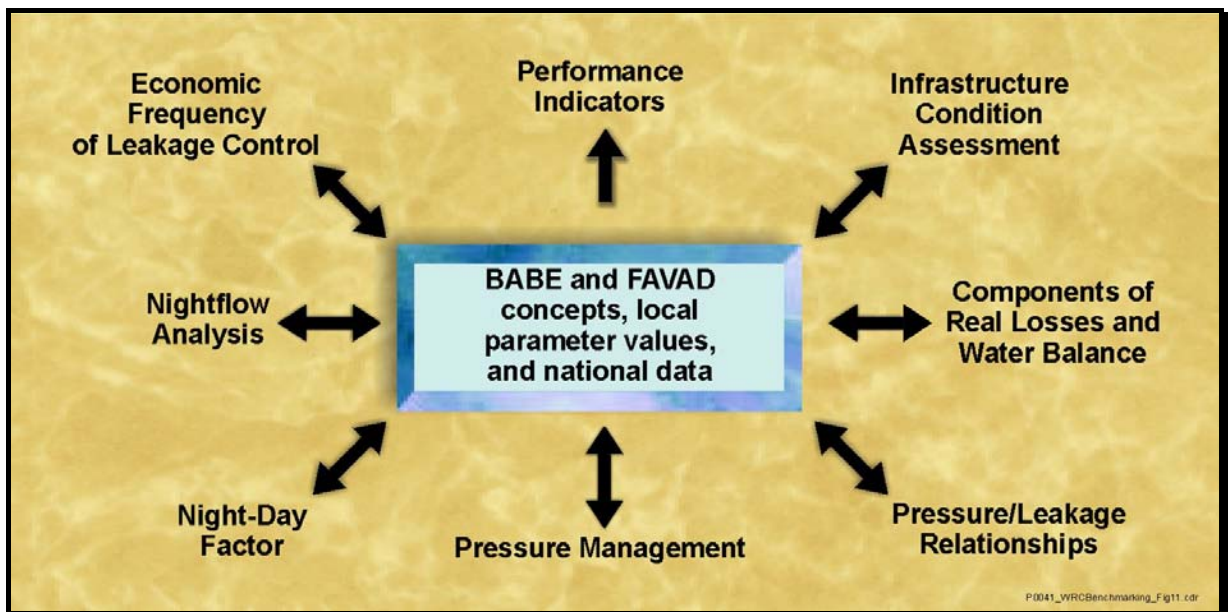 Economic
Frequency
of Leakage Control
Performance
Indicators
Infrastructure
Condition
Assessment
Nightflow
Analysis
BABE and FAVAD
concepts, local
parameter values,
and national data
Components of
Real Losses and
Water Balance
Night-Day
Factor
Pressure Management
Pressure/Leakage
Relationships
P0041_WRCBenchmarking_Fig11.cdr